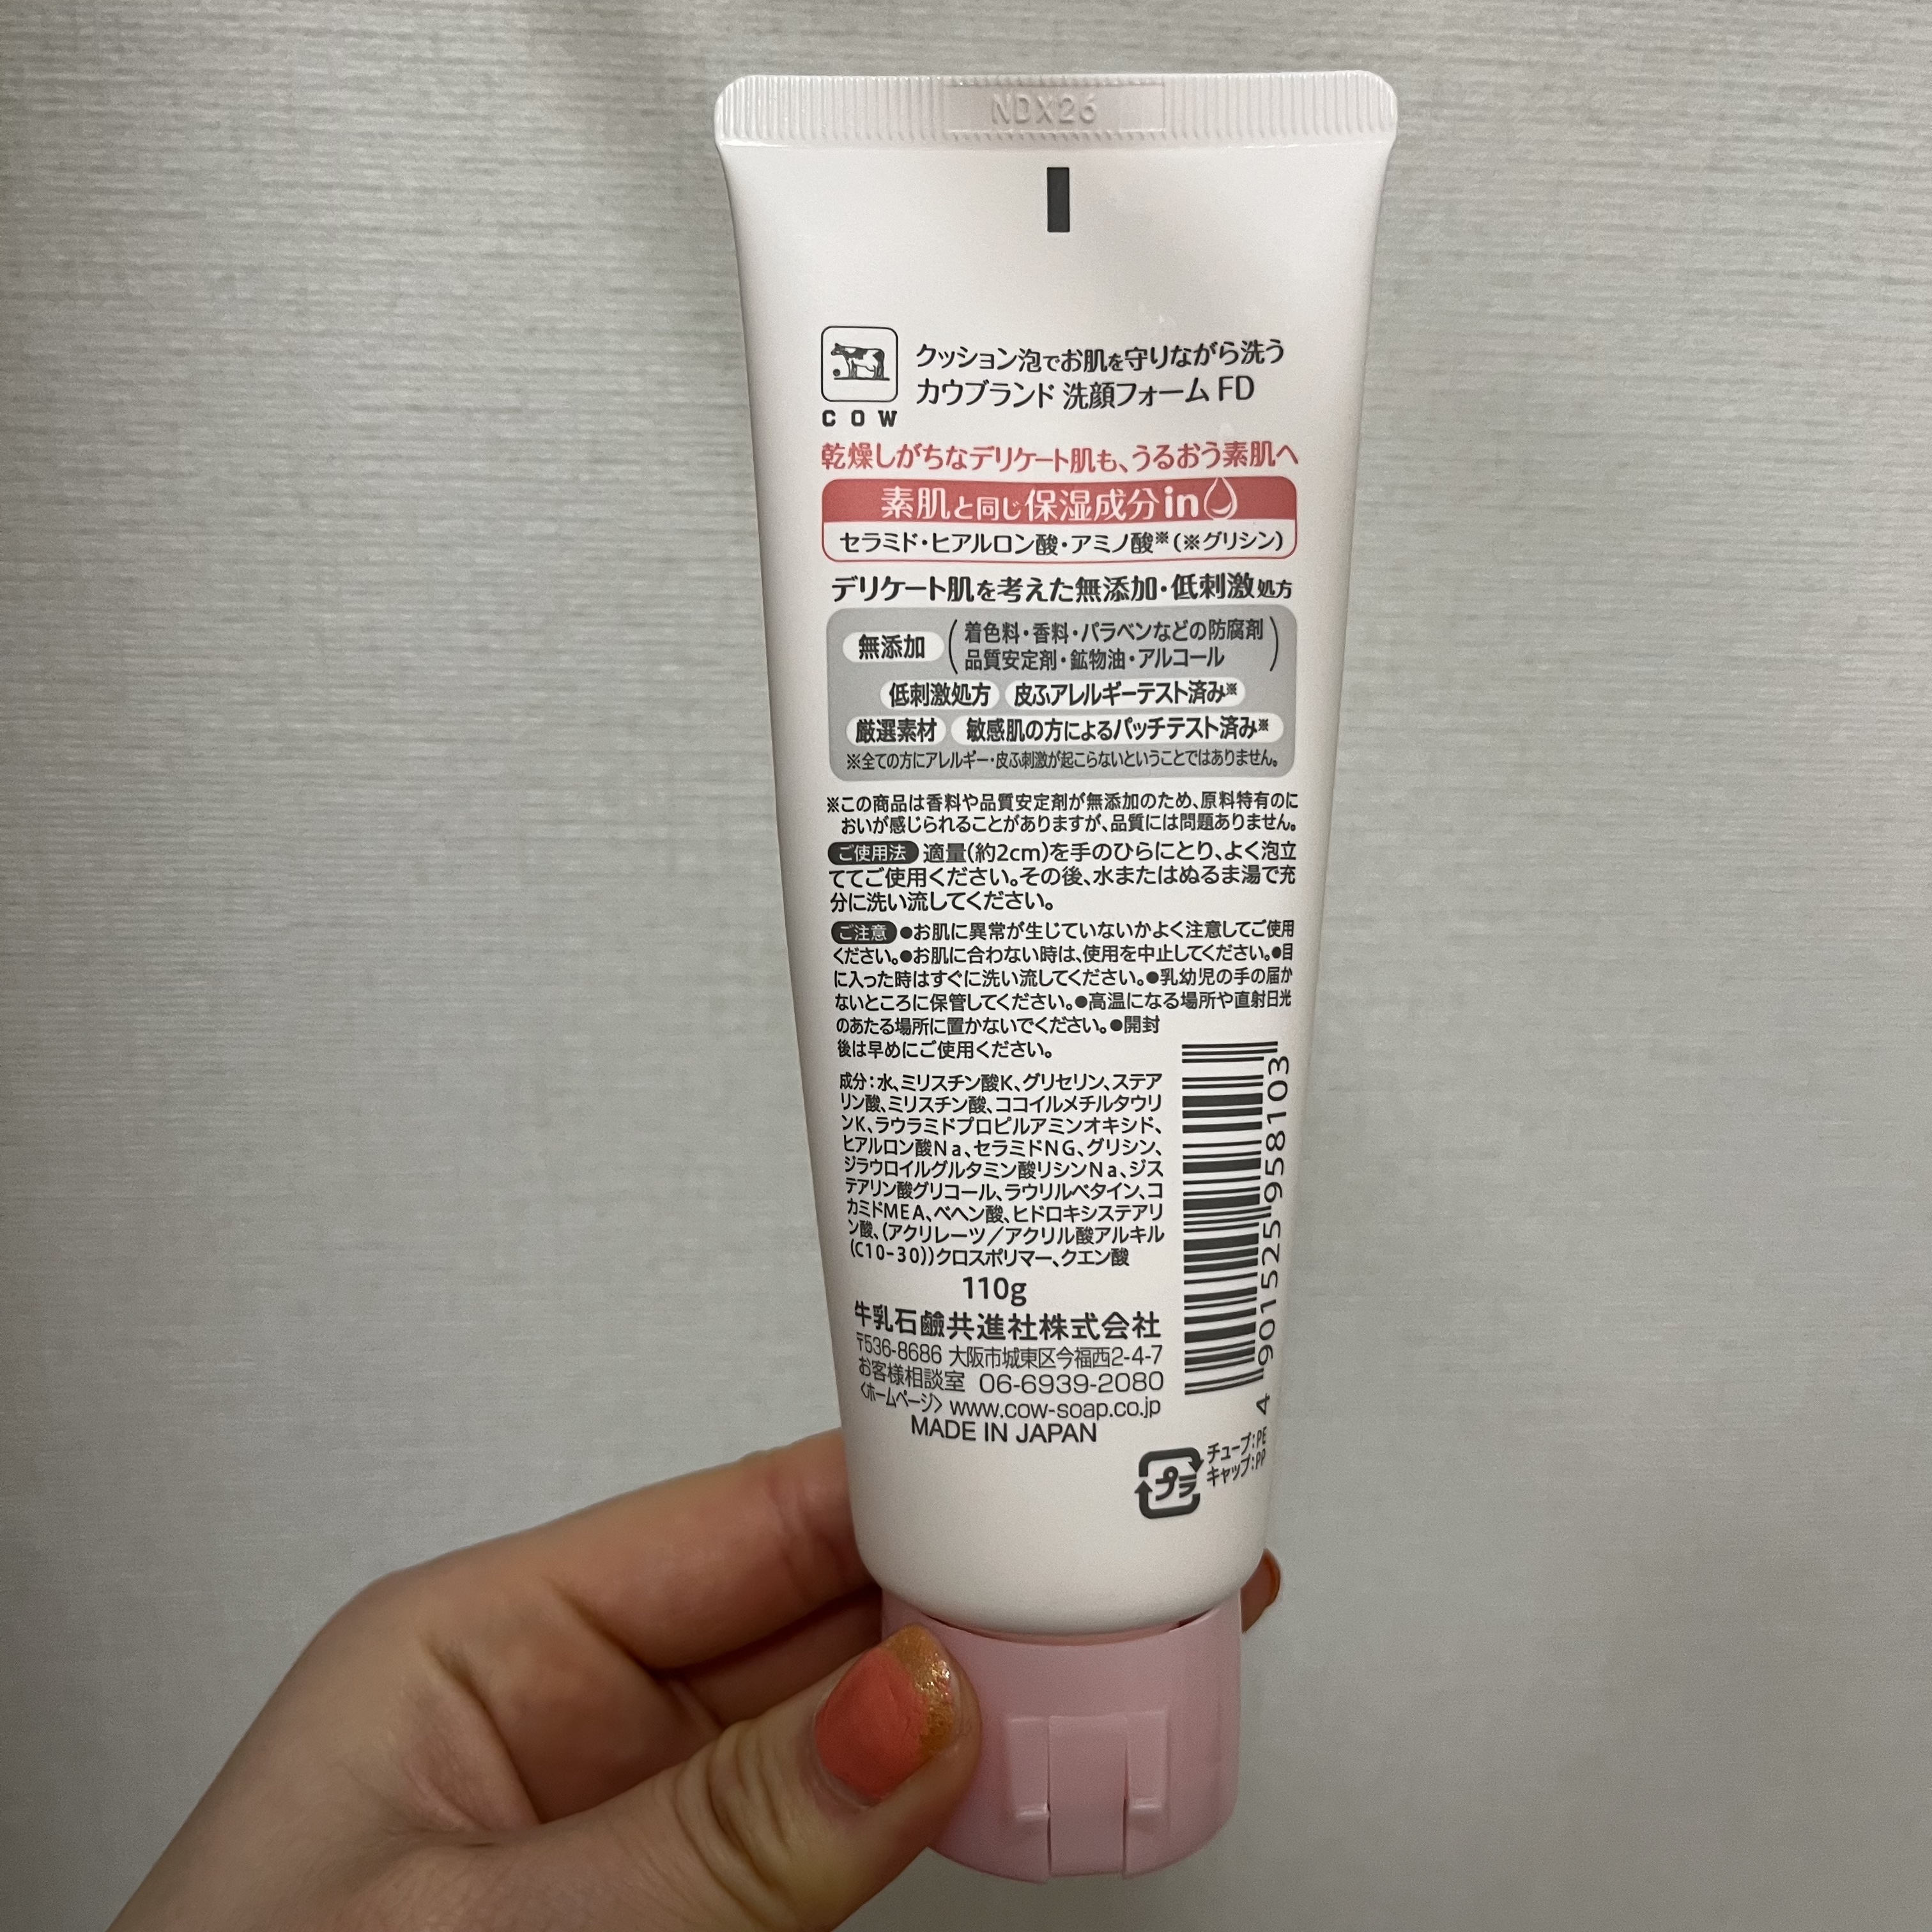 NDX26
クッション泡でお肌を守りながら洗う
カウブランド 洗顔フォーム FD
COW
乾燥しがちなデリケート肌も、うるおう素肌へ
素肌と同じ保湿成分in
セラミド・ヒアルロン酸・アミノ酸※(※グリシン)
デリケート肌を考えた無添加・低刺激処方
無添加(着色料・香料・パラベンなどの防腐剤
品質安定剤・鉱物油・アルコール)
低刺激処方 皮ふアレルギーテスト済み※
厳選素材 敏感肌の方によるパッチテスト済み※
※全ての方にアレルギー・皮ふ刺激が起こらないということではありません。
※この商品は香料や品質安定剤が無添加のため、原料特有のに
おいが感じられることがありますが、品質には問題ありません。
ご使用法 適量(約2cm)を手のひらにとり、よく泡立
ててご使用ください。その後、水またはぬるま湯で充
分に洗い流してください。
ご注意 ●お肌に異常が生じていないかよく注意してご使用
ください。●お肌に合わない時は、使用を中止してください。●目
に入った時はすぐに洗い流してください。●乳幼児の手の届か
ないところに保管してください。●高温になる場所や直射日光
のあたる場所に置かないでください。●開封
後は早めにご使用ください。
成分:水、ミリスチン酸K、グリセリン、ステア
リン酸、ミリスチン酸、ココイルメチルタウリ
ンK、ラウラミドプロピルアミンオキシド、
ヒアルロン酸Na、セラミドNG、グリシン、
ジラウロイルグルタミン酸リシンNa、ジス
テアリン酸グリコール、ラウリルベタイン、コ
カミドMEA、ベヘン酸、ヒドロキシステアリ
ン酸、(アクリレーツ/アクリル酸アルキル
(C10-30))クロスポリマー、クエン酸
110g
牛乳石鹼共進社株式会社
〒536-8686 大阪市城東区今福西2-4-7
お客様相談室 06-6939-2080
〈ホームページ〉 www.cow-soap.co.jp
MADE IN JAPAN
4 901525 958103
プラ
チューブ:PE
キャップ:PP